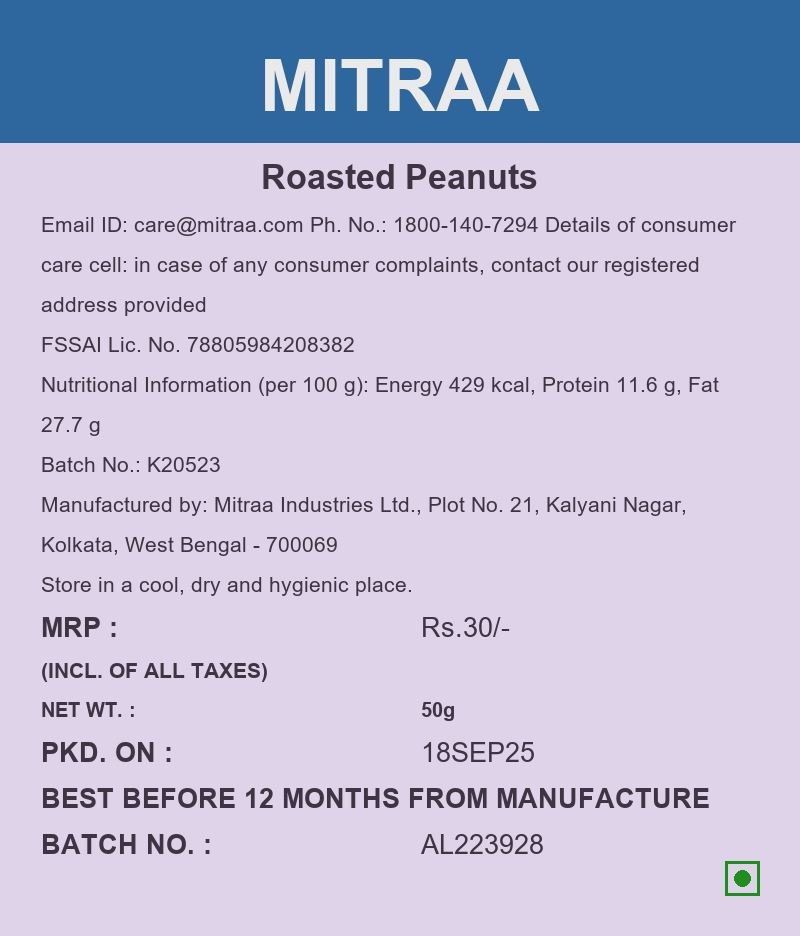 MITRAA
Roasted Peanuts
Email ID: care@mitraa.com Ph. No.: 1800-140-7294 Details of consumer
care cell: in case of any consumer complaints, contact our registered
address provided
FSSAI Lic. No. 78805984208382
Nutritional Information (per 100 g): Energy 429 kcal, Protein 11.6 g, Fat
27.7 g
Batch No.: K20523
Manufactured by: Mitraa Industries Ltd., Plot No. 21, Kalyani Nagar,
Kolkata, West Bengal - 700069
Store in a cool, dry and hygienic place.
MRP : Rs.30/-
(INCL. OF ALL TAXES)
NET WT. : 50g
PKD. ON : 18SEP25
BEST BEFORE 12 MONTHS FROM MANUFACTURE
BATCH NO. : AL223928